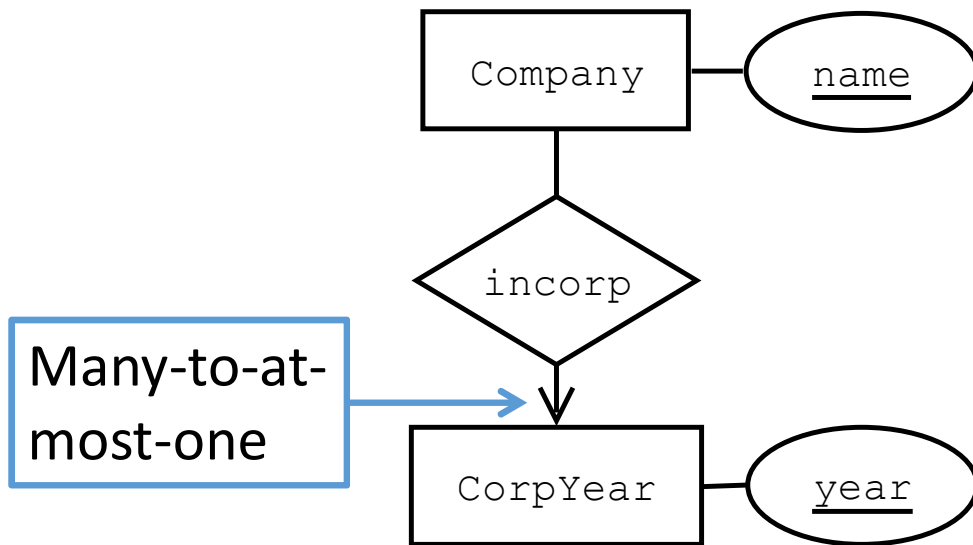 Company
name
incorp
Many-to-at-
most-one
CorpYear
year